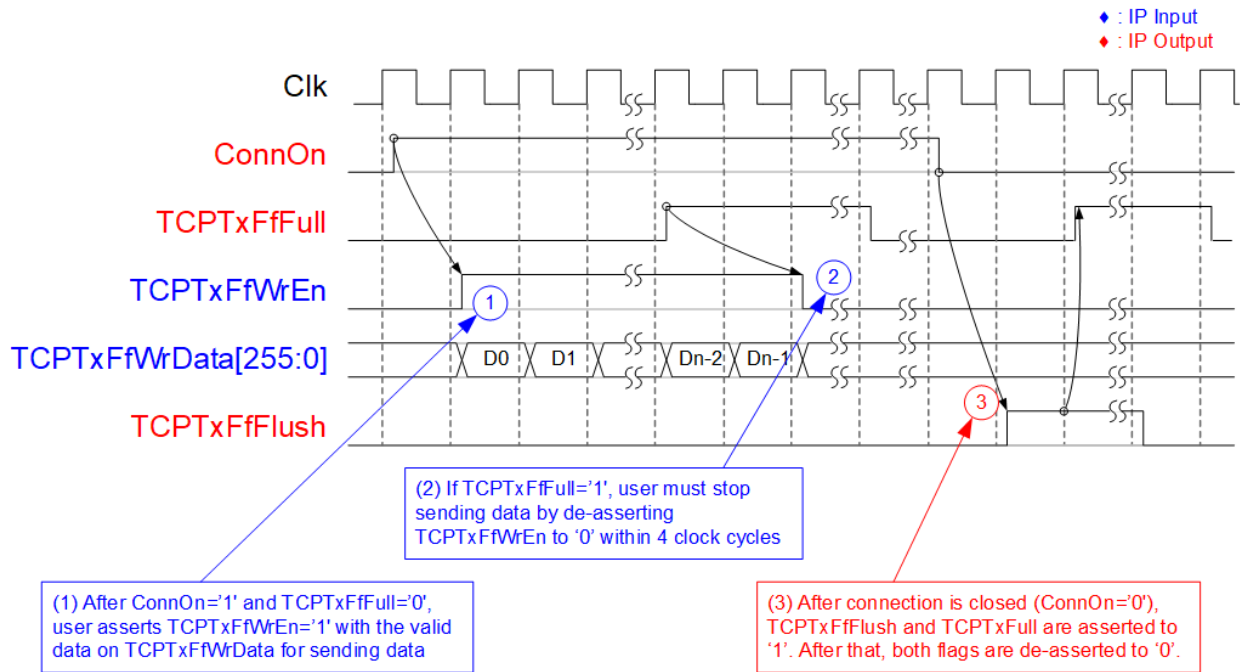 ♦ : IP Input
♦ : IP Output
Clk
ConnOn
TCPTxFfFull
TCPTxFfWrEn
1
2
TCPTxFfWrData[255:0]
D0 D1 Dn-2 Dn-1
TCPTxFfFlush
3
(2) If TCPTxFfFull='1', user must stop
sending data by de-asserting
TCPTxFfWrEn to ‘0’ within 4 clock cycles
(1) After ConnOn='1' and TCPTxFfFull='0',
user asserts TCPTxFfWrEn='1' with the valid
data on TCPTxFfWrData for sending data
(3) After connection is closed (ConnOn='0'),
TCPTxFfFlush and TCPTxFull are asserted to
‘1’. After that, both flags are de-asserted to ‘0’.